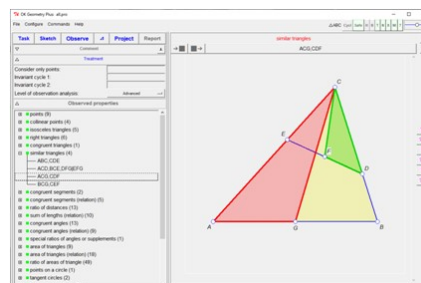 OK Geometry Plus
File Configure Commands Help
Task Sketch Observe Project Report
Comment
Treatment
Consider only points:
Invariant cycle 1:
Invariant cycle 2:
Level of observation analysis: Advanced
Observed properties
points (8)
collinear points (4)
isosceles triangles (5)
right triangles (6)
congruent triangles (1)
similar triangles (4)
ABC,CDE
ACD,BCE,DFG|EFG
ACG,CDF
BCG,CEF
congruent segments (2)
congruent segments (relation) (5)
ratio of distances (13)
sum of lengths (relation) (10)
congruent angles (13)
congruent angles (relation) (8)
special ratios of angles or supplements (1)
area of triangles (8)
area of triangles (relation) (18)
ratio of areas of triangle (49)
points on a circle (1)
tangent circles (2)
similar triangles
ACG,CDF
C
E
F
D
A
G
B